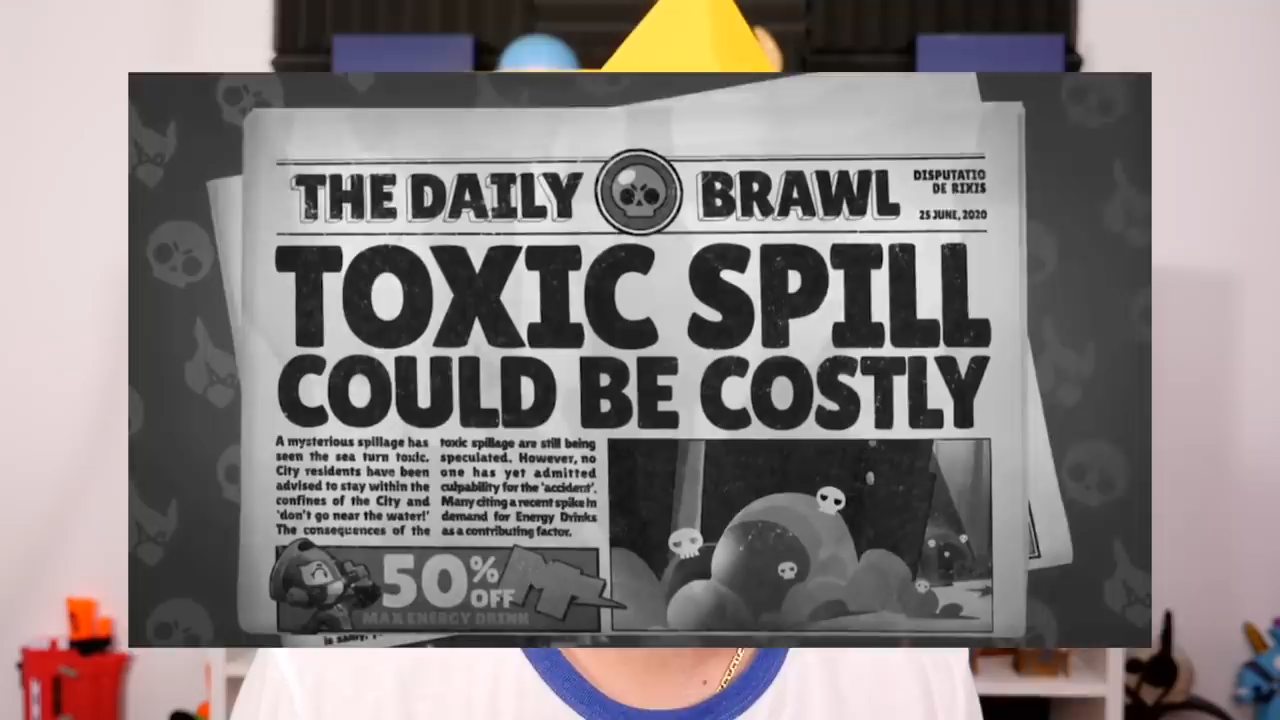 THE DAILY BRAWL
DISPUTATIO
DE RIXIS
25 JUNE, 2020
TOXIC SPILL
COULD BE COSTLY
A mysterious spillage has
seen the sea turn toxic.
City residents have been
advised to stay within the
confines of the City and
'don't go near the water!'
The consequences of the
toxic spillage are still being
speculated. However, no
one has yet admitted
culpability for the 'accident'.
Many citing a recent spike in
demand for Energy Drinks
as a contributing factor.
50% OFF
MAX ENERGY DRINK